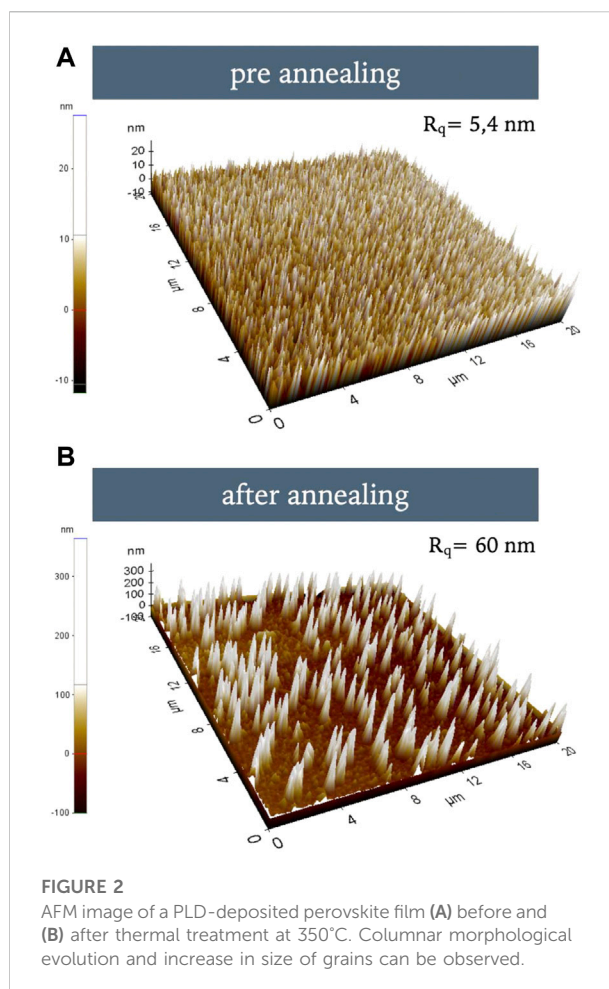 A
pre annealing
R_q= 5,4 nm
nm
20
10
0
-10
nm
20
10
0
-10
20
16
12
µm
8
4
0
0
4
8
µm
12
16
20
B
after annealing
R_q= 60 nm
nm
300
200
100
0
-100
nm
300
200
100
0
-100
16
12
µm
8
4
0
0
4
8
µm
12
16
20
FIGURE 2
AFM image of a PLD-deposited perovskite film (A) before and
(B) after thermal treatment at 350°C. Columnar morphological
evolution and increase in size of grains can be observed.